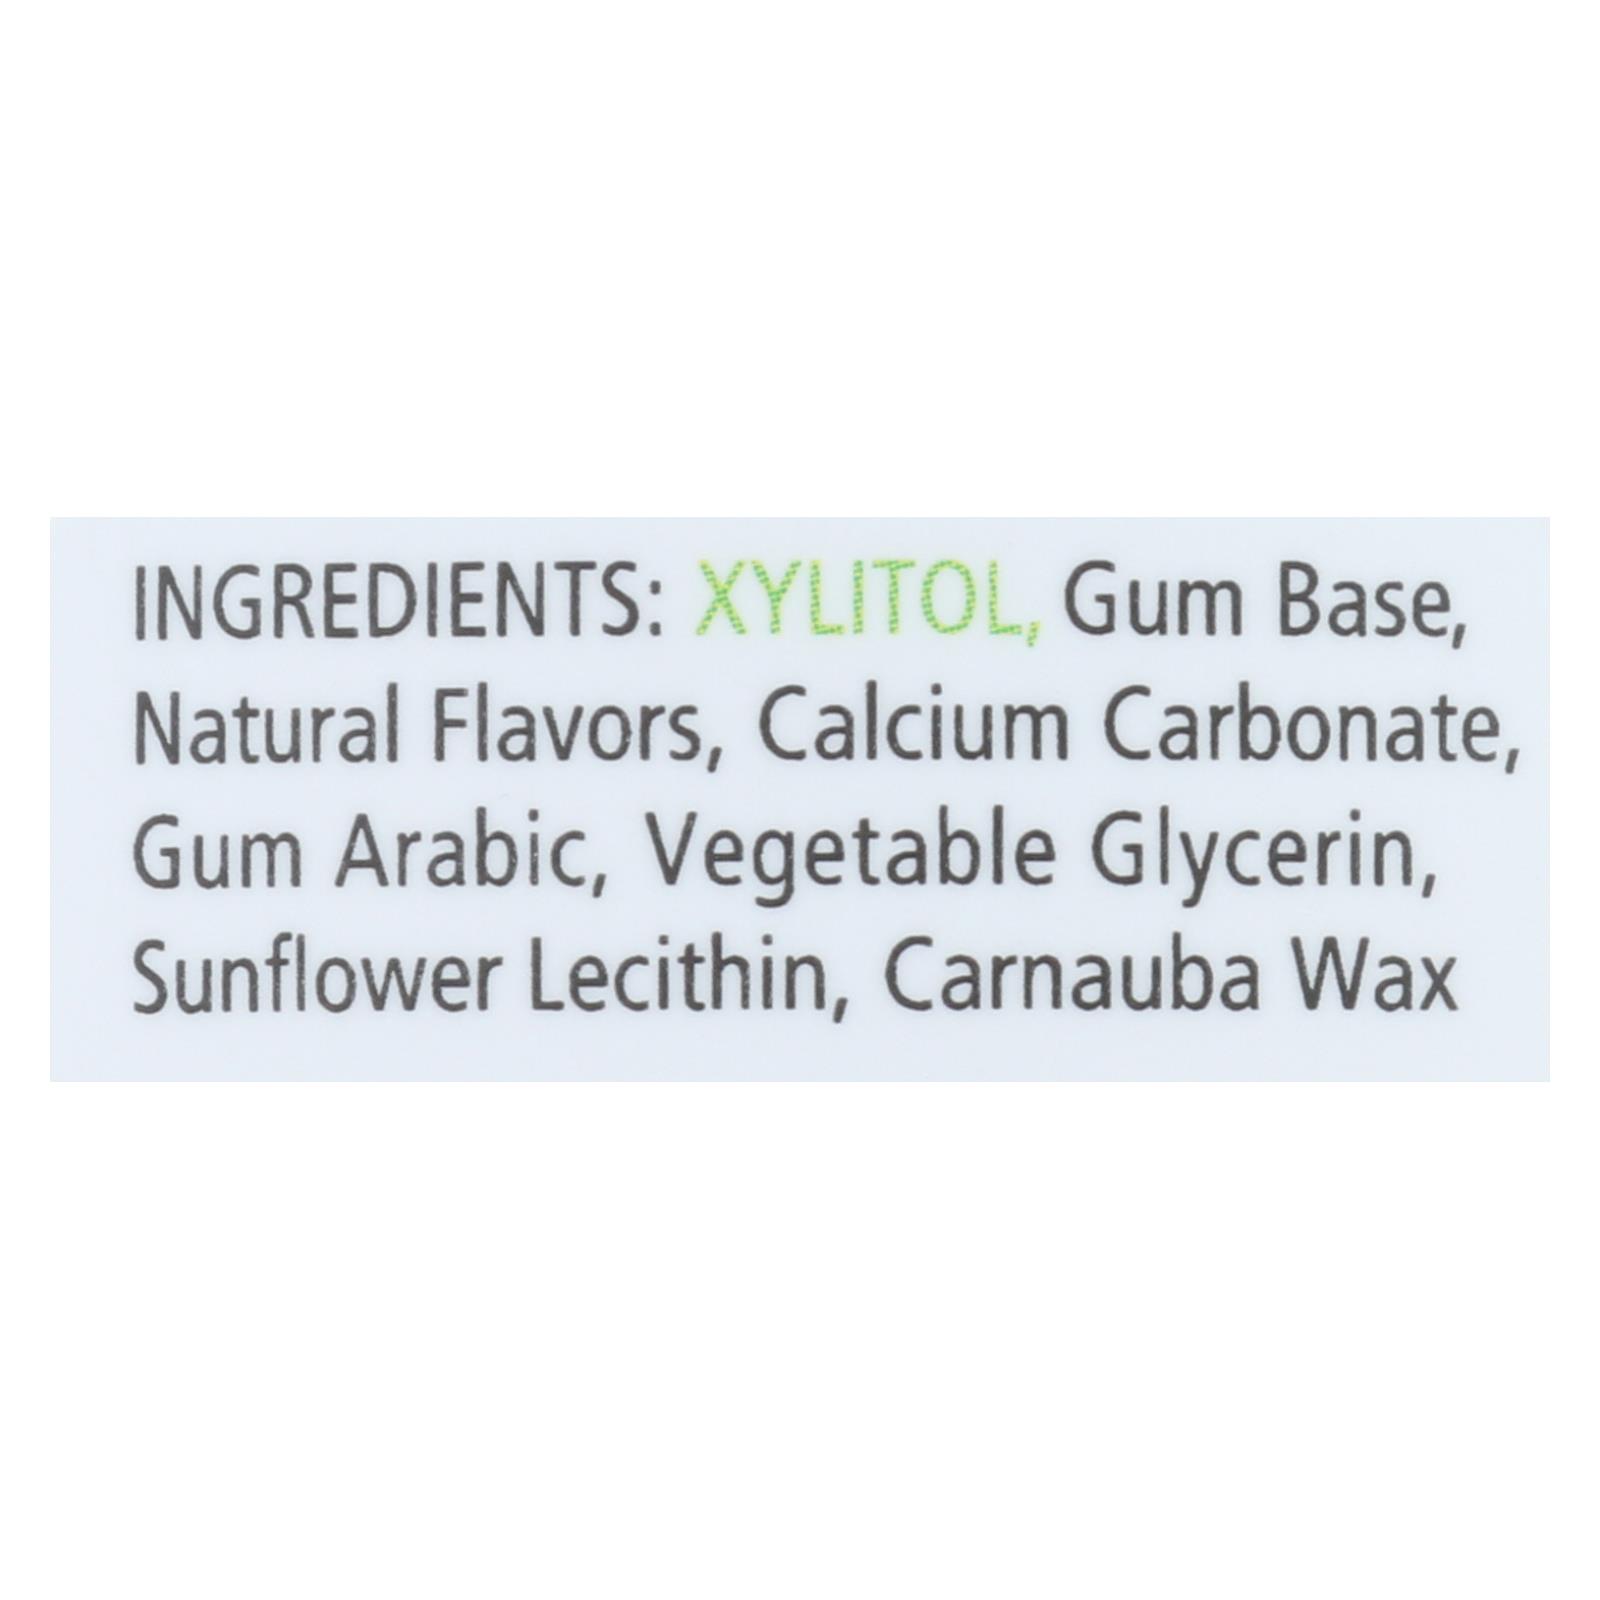 INGREDIENTS: XYLITOL, Gum Base,
Natural Flavors, Calcium Carbonate,
Gum Arabic, Vegetable Glycerin,
Sunflower Lecithin, Carnauba Wax